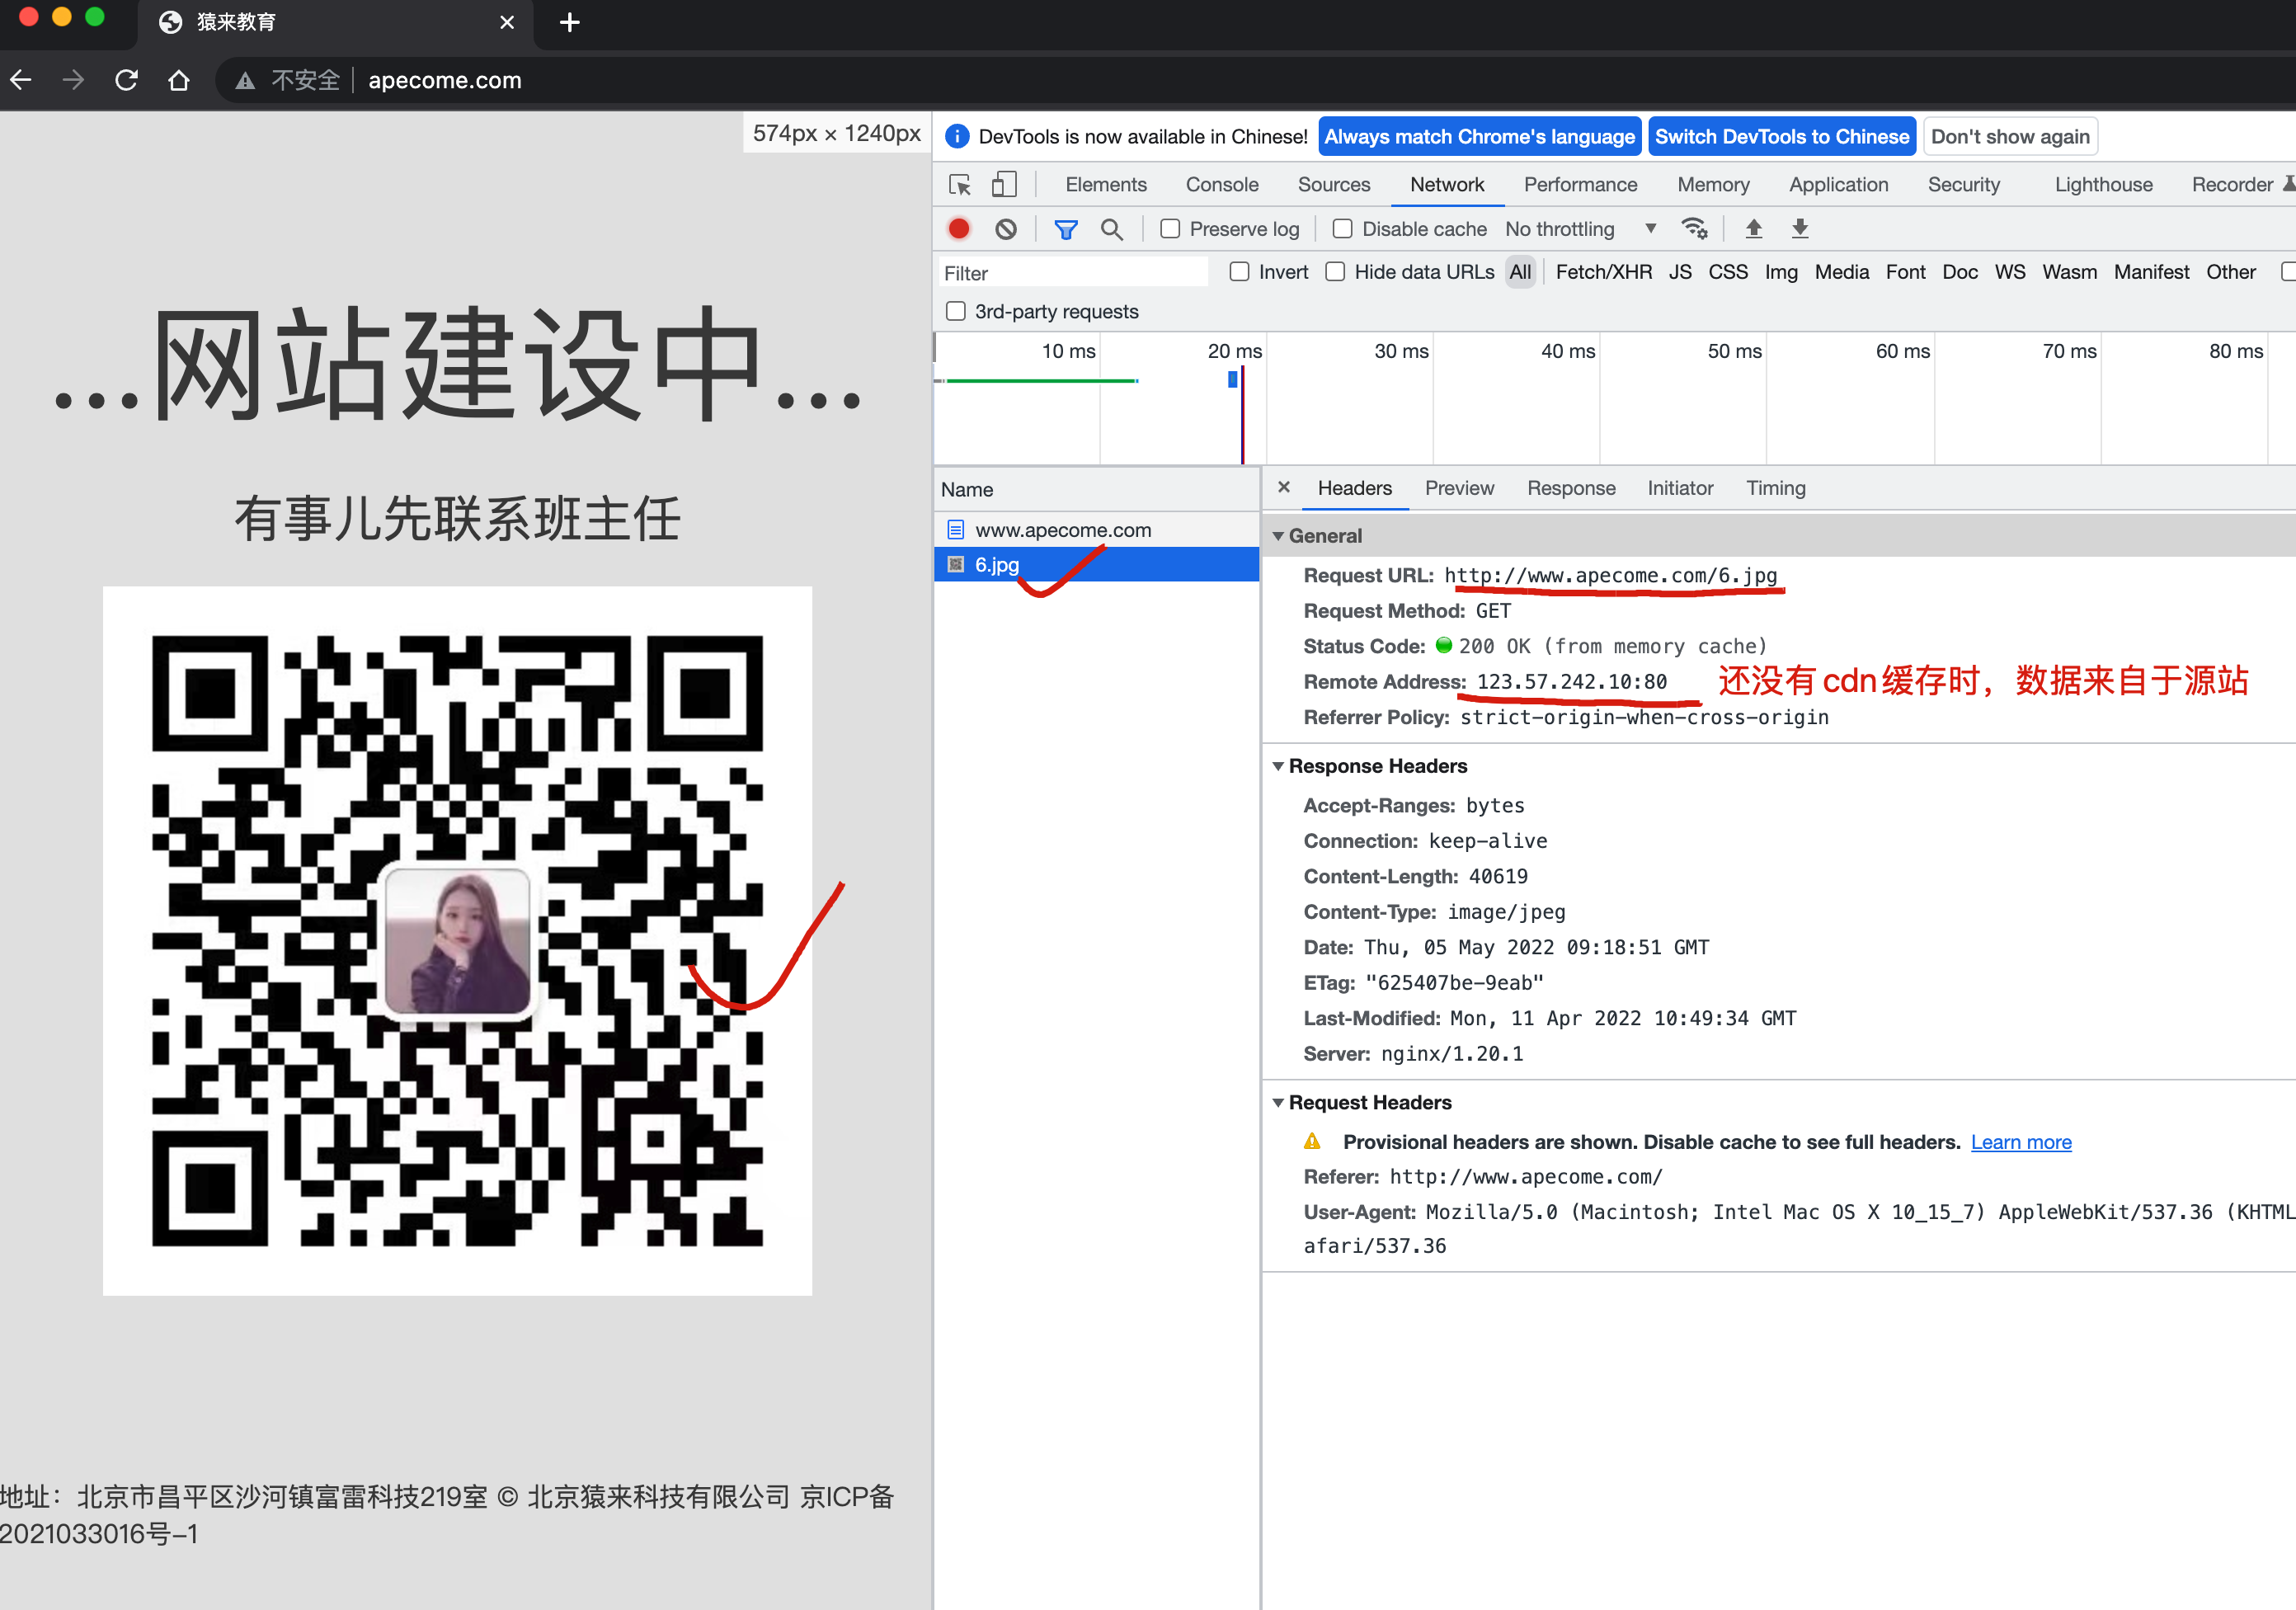 猿来教育
不安全 apecome.com
574px × 1240px
...网站建设中...
有事儿先联系班主任
地址：北京市昌平区沙河镇富雷科技219室 © 北京猿来科技有限公司 京ICP备
2021033016号-1
DevTools is now available in Chinese! Always match Chrome's language Switch DevTools to Chinese Don't show again
Elements Console Sources Network Performance Memory Application Security Lighthouse Recorder
Preserve log Disable cache No throttling
Filter Invert Hide data URLs All Fetch/XHR JS CSS Img Media Font Doc WS Wasm Manifest Other
3rd-party requests
10 ms 20 ms 30 ms 40 ms 50 ms 60 ms 70 ms 80 ms
Name
www.apecome.com
6.jpg
Headers Preview Response Initiator Timing
General
Request URL: http://www.apecome.com/6.jpg
Request Method: GET
Status Code: 200 OK (from memory cache)
Remote Address: 123.57.242.10:80 还没有cdn缓存时，数据来自于源站
Referrer Policy: strict-origin-when-cross-origin
Response Headers
Accept-Ranges: bytes
Connection: keep-alive
Content-Length: 40619
Content-Type: image/jpeg
Date: Thu, 05 May 2022 09:18:51 GMT
ETag: "625407be-9eab"
Last-Modified: Mon, 11 Apr 2022 10:49:34 GMT
Server: nginx/1.20.1
Request Headers
Provisional headers are shown. Disable cache to see full headers. Learn more
Referer: http://www.apecome.com/
User-Agent: Mozilla/5.0 (Macintosh; Intel Mac OS X 10_15_7) AppleWebKit/537.36 (KHTML
afari/537.36